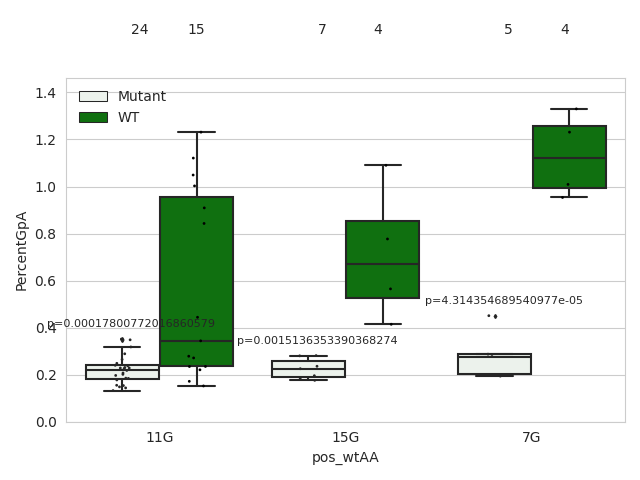 24 15 7 4 5 4
1.4
1.2
1.0
0.8
0.6
0.4
0.2
0.0
PercentGpA
Mutant
WT
p=4.314354689540977e-05
p=0.00017800772016860579
p=0.0015136353390368274
11G 15G 7G
pos_wtAA